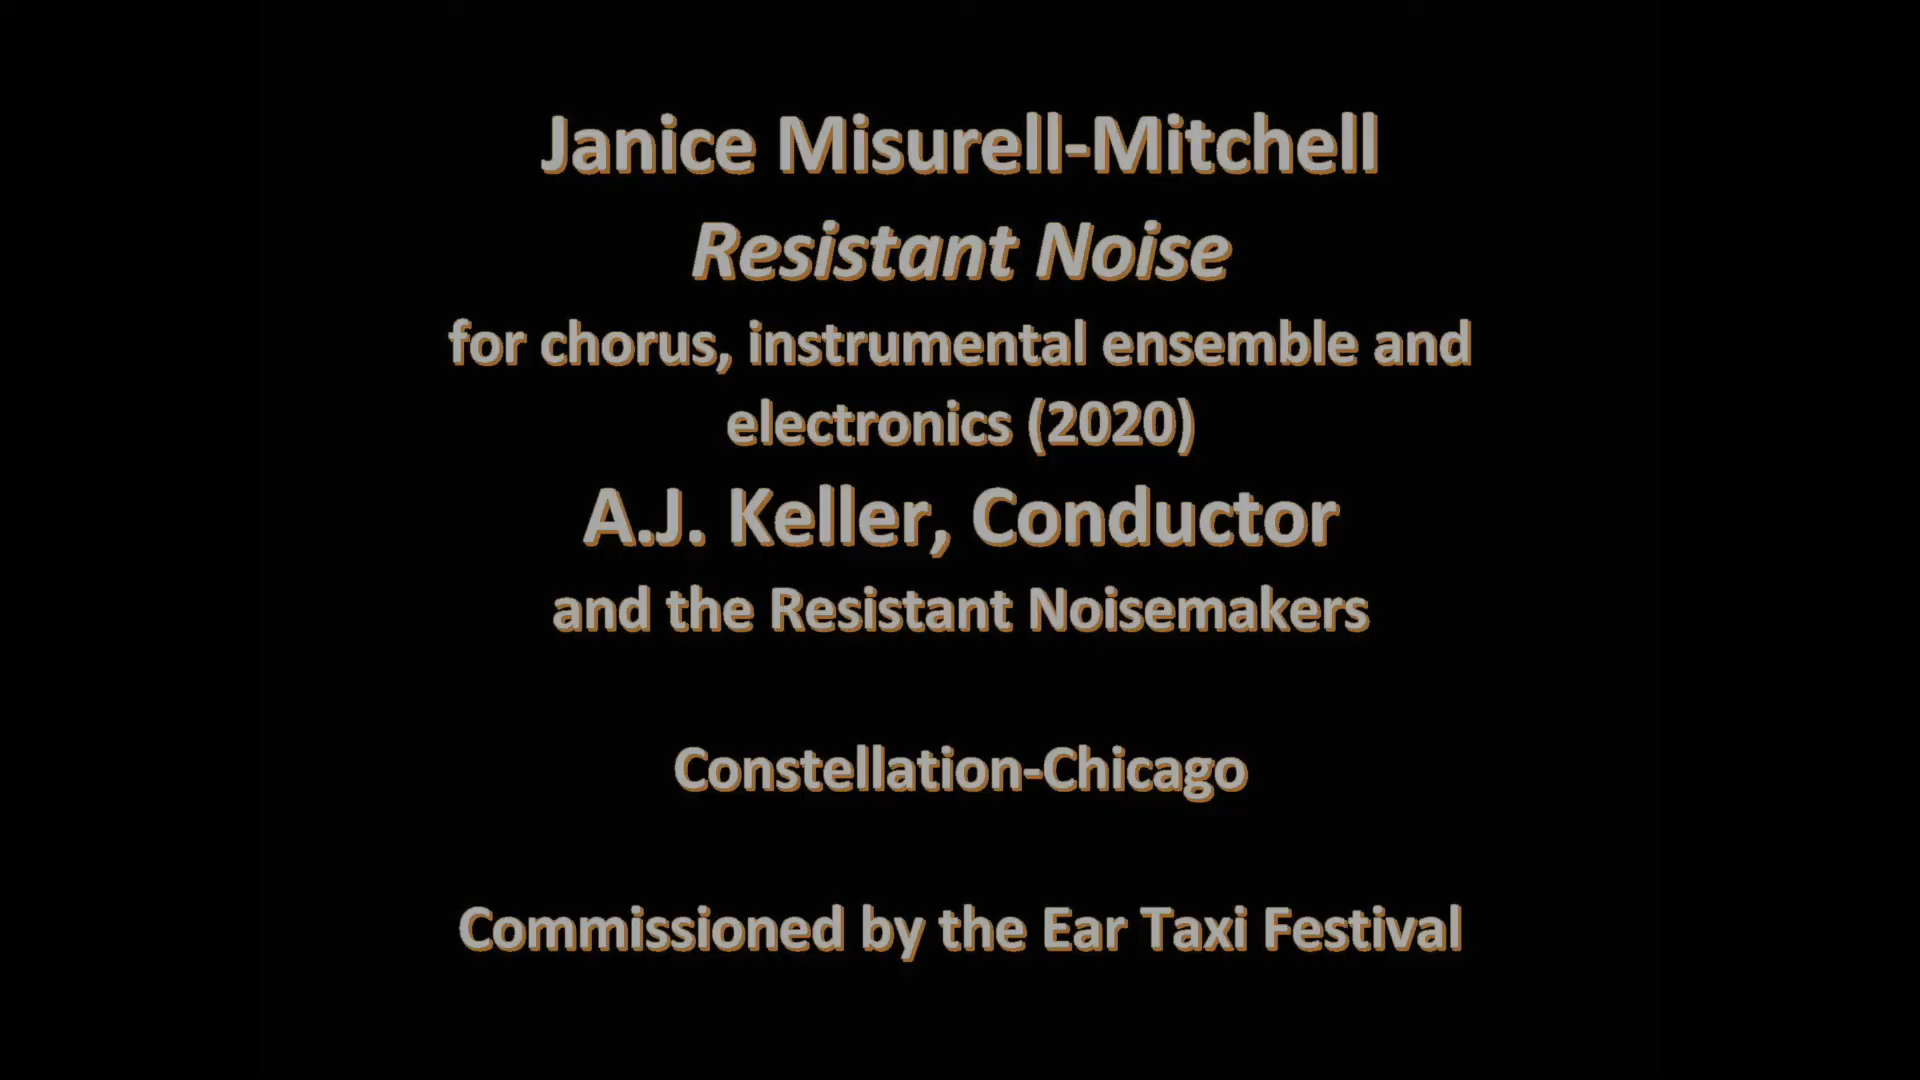 Janice Misurell-Mitchell
Resistant Noise
for chorus, instrumental ensemble and
electronics (2020)
A.J. Keller, Conductor
and the Resistant Noisemakers
Constellation-Chicago
Commissioned by the Ear Taxi Festival